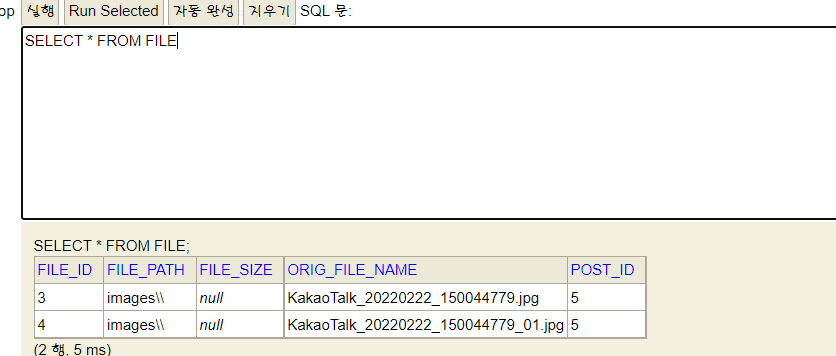 op 실행 Run Selected 자동 완성 지우기 SQL 문:
SELECT * FROM FILE
SELECT * FROM FILE;
FILE_ID FILE_PATH FILE_SIZE ORIG_FILE_NAME POST_ID
3 images\\ null KakaoTalk_20220222_150044779.jpg 5
4 images\\ null KakaoTalk_20220222_150044779_01.jpg 5
(2 행, 5 ms)